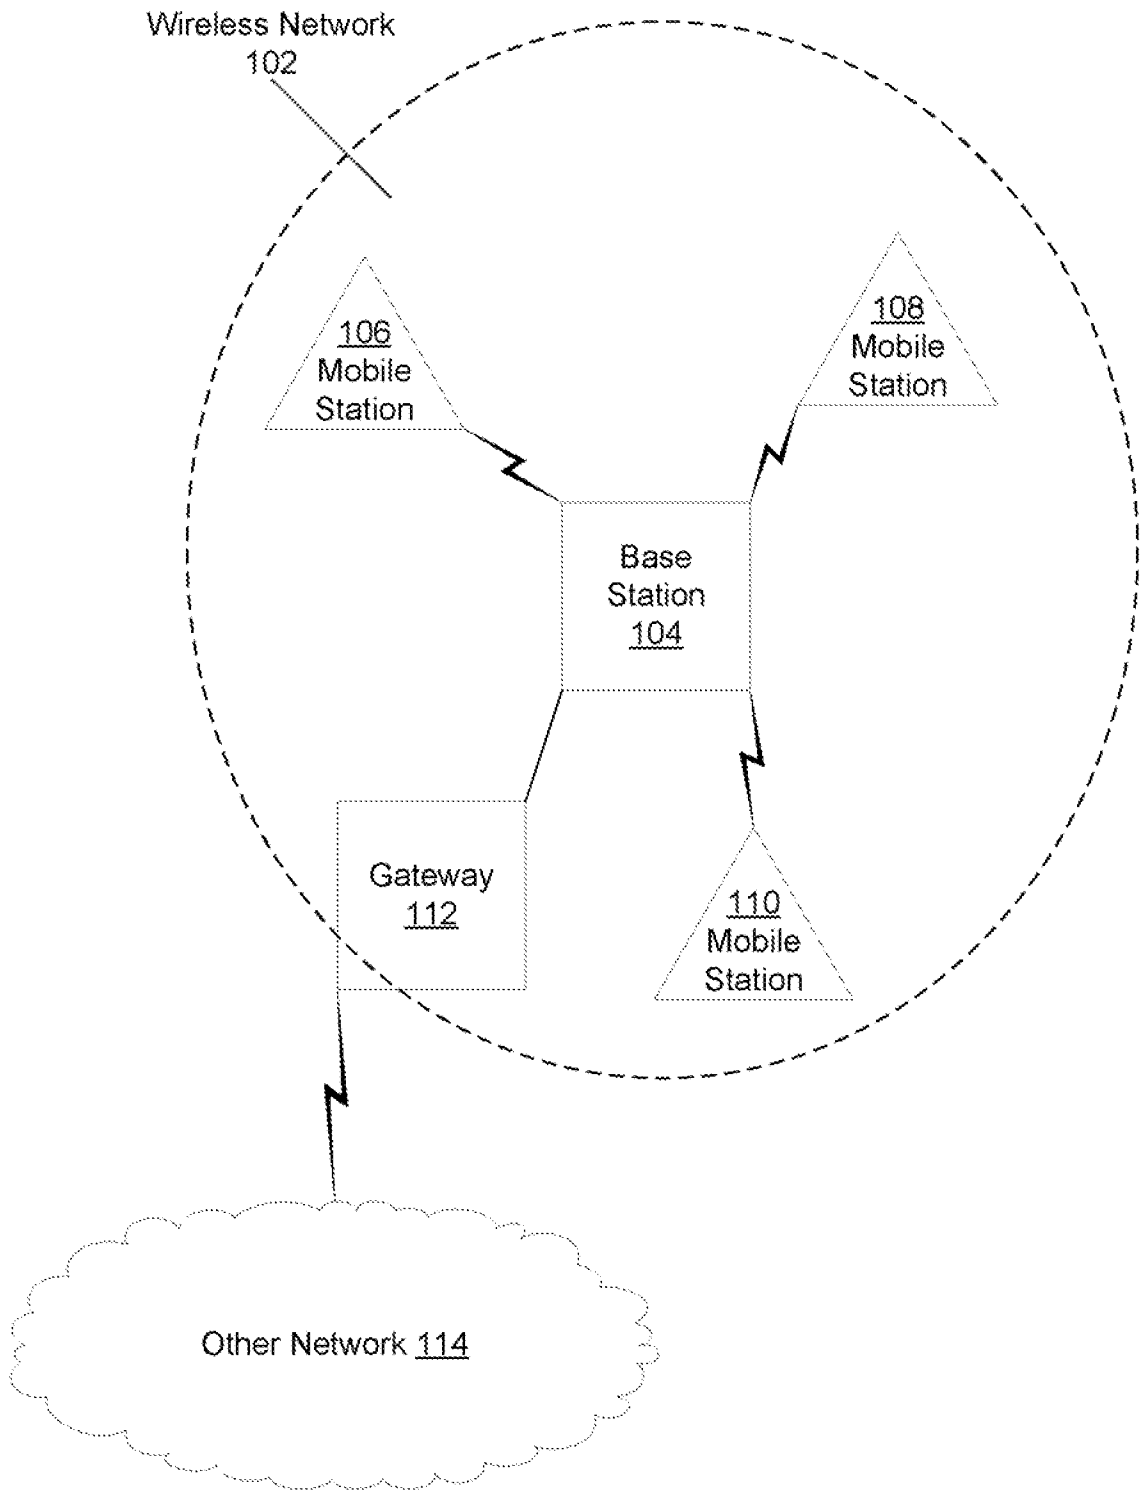 Wireless Network
102
108
Mobile
Station
106
Mobile
Station
Base
Station
104
Gateway
112
110
Mobile
Station
Other Network 114